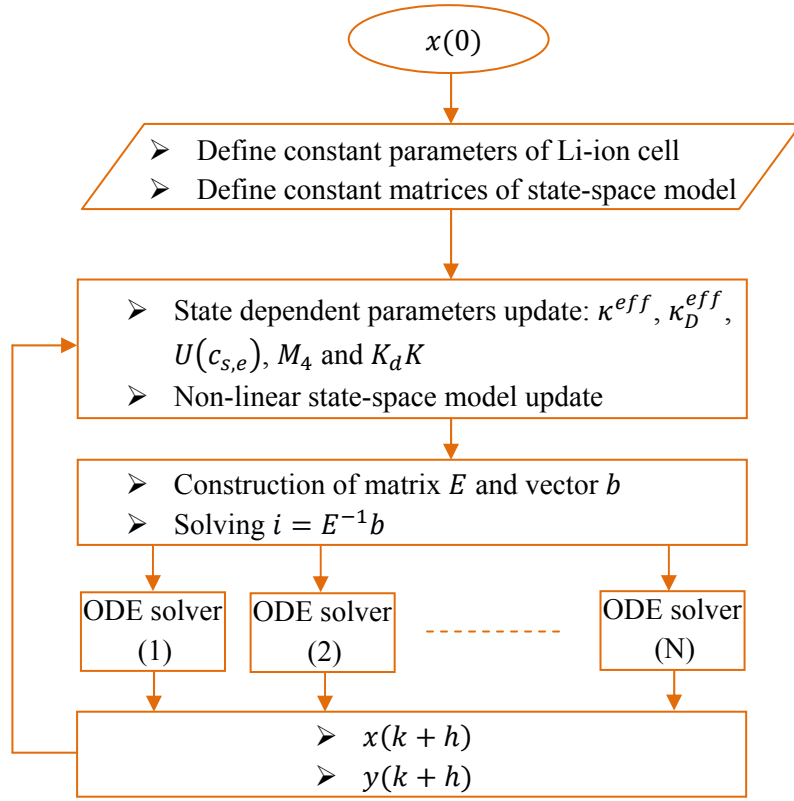 x(0)
➢ Define constant parameters of Li-ion cell
➢ Define constant matrices of state-space model
➢ State dependent parameters update: κ^{eff}, κ_D^{eff},
U(c_{s,e}), M_4 and K_dK
➢ Non-linear state-space model update
➢ Construction of matrix E and vector b
➢ Solving i = E^{-1}b
ODE solver
(1)
ODE solver
(2)
ODE solver
(N)
➢ x(k + h)
➢ y(k + h)